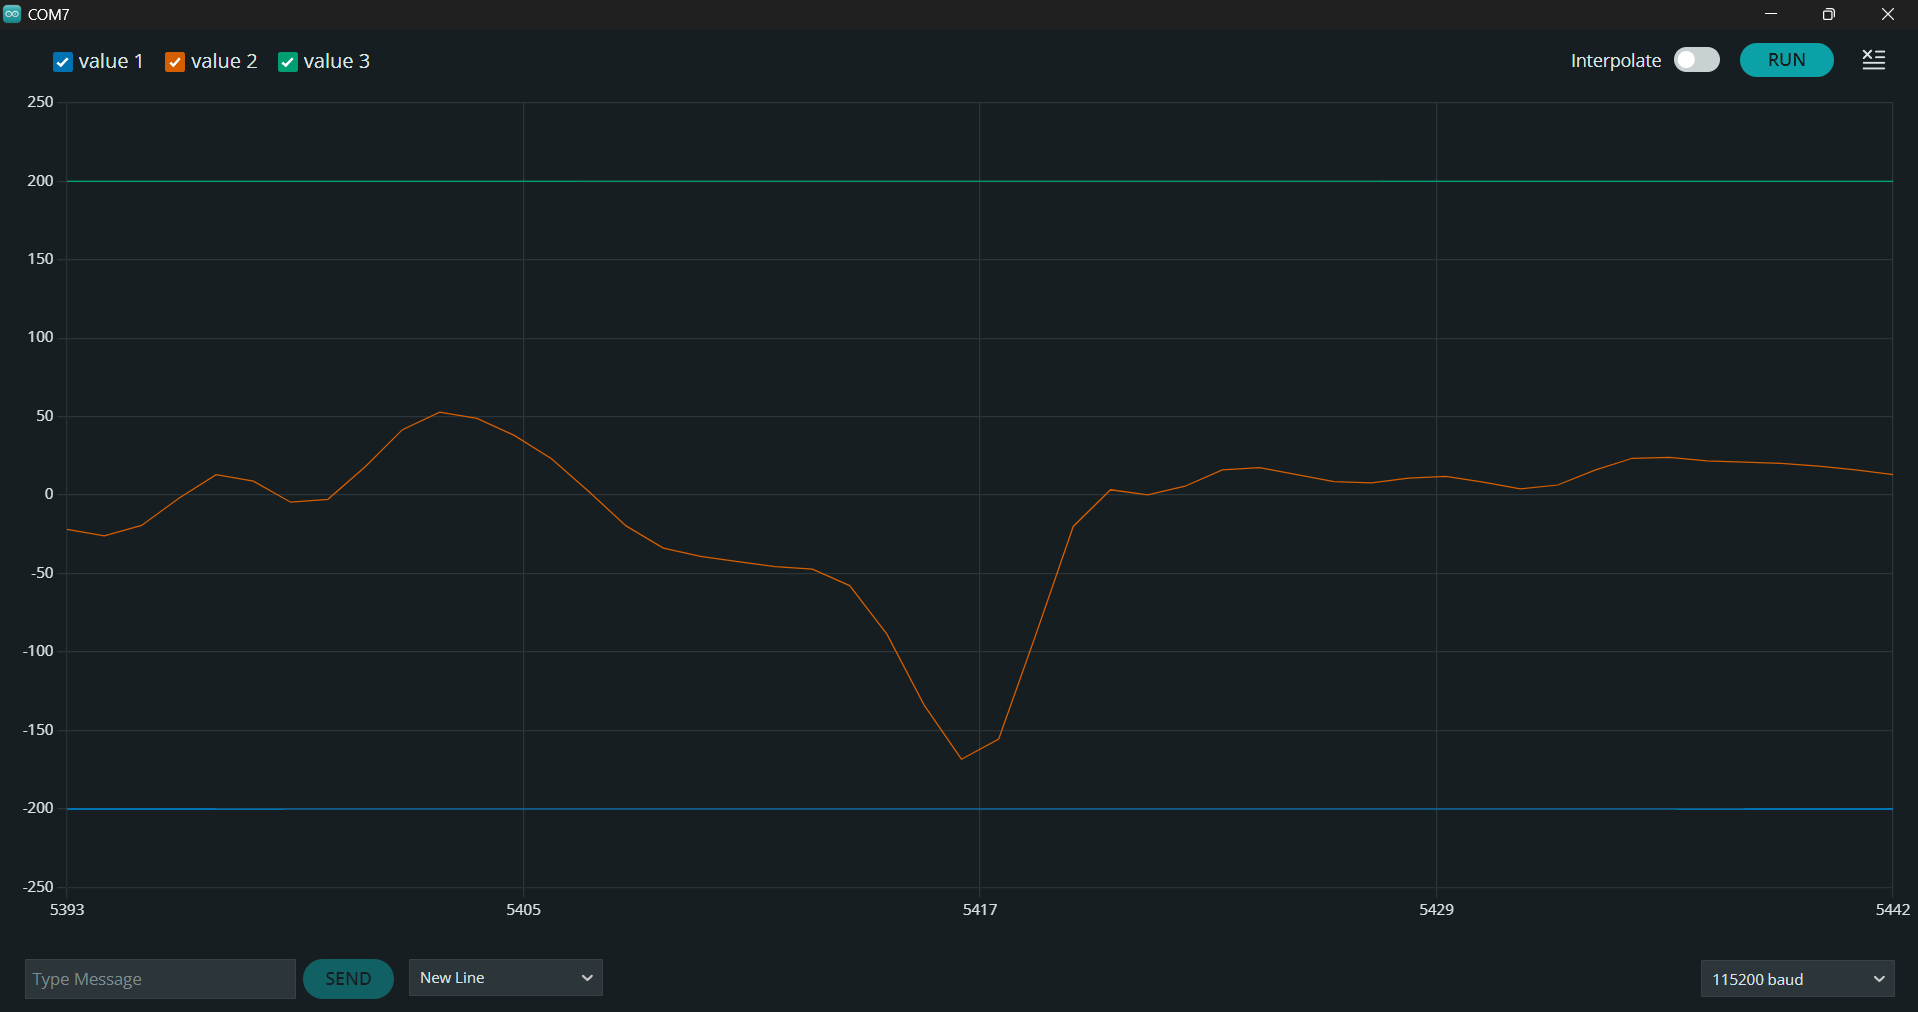 COM7
value 1 value 2 value 3 Interpolate RUN
250
200
150
100
50
0
-50
-100
-150
-200
-250
5393 5405 5417 5429 5442
Type Message SEND New Line 115200 baud